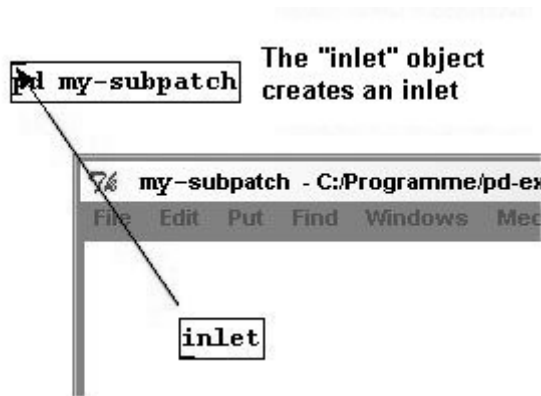 The "inlet" object
pd my-subpatch
creates an inlet
my-subpatch - C:/Programme/pd-ex
File Edit Put Find Windows Med
inlet